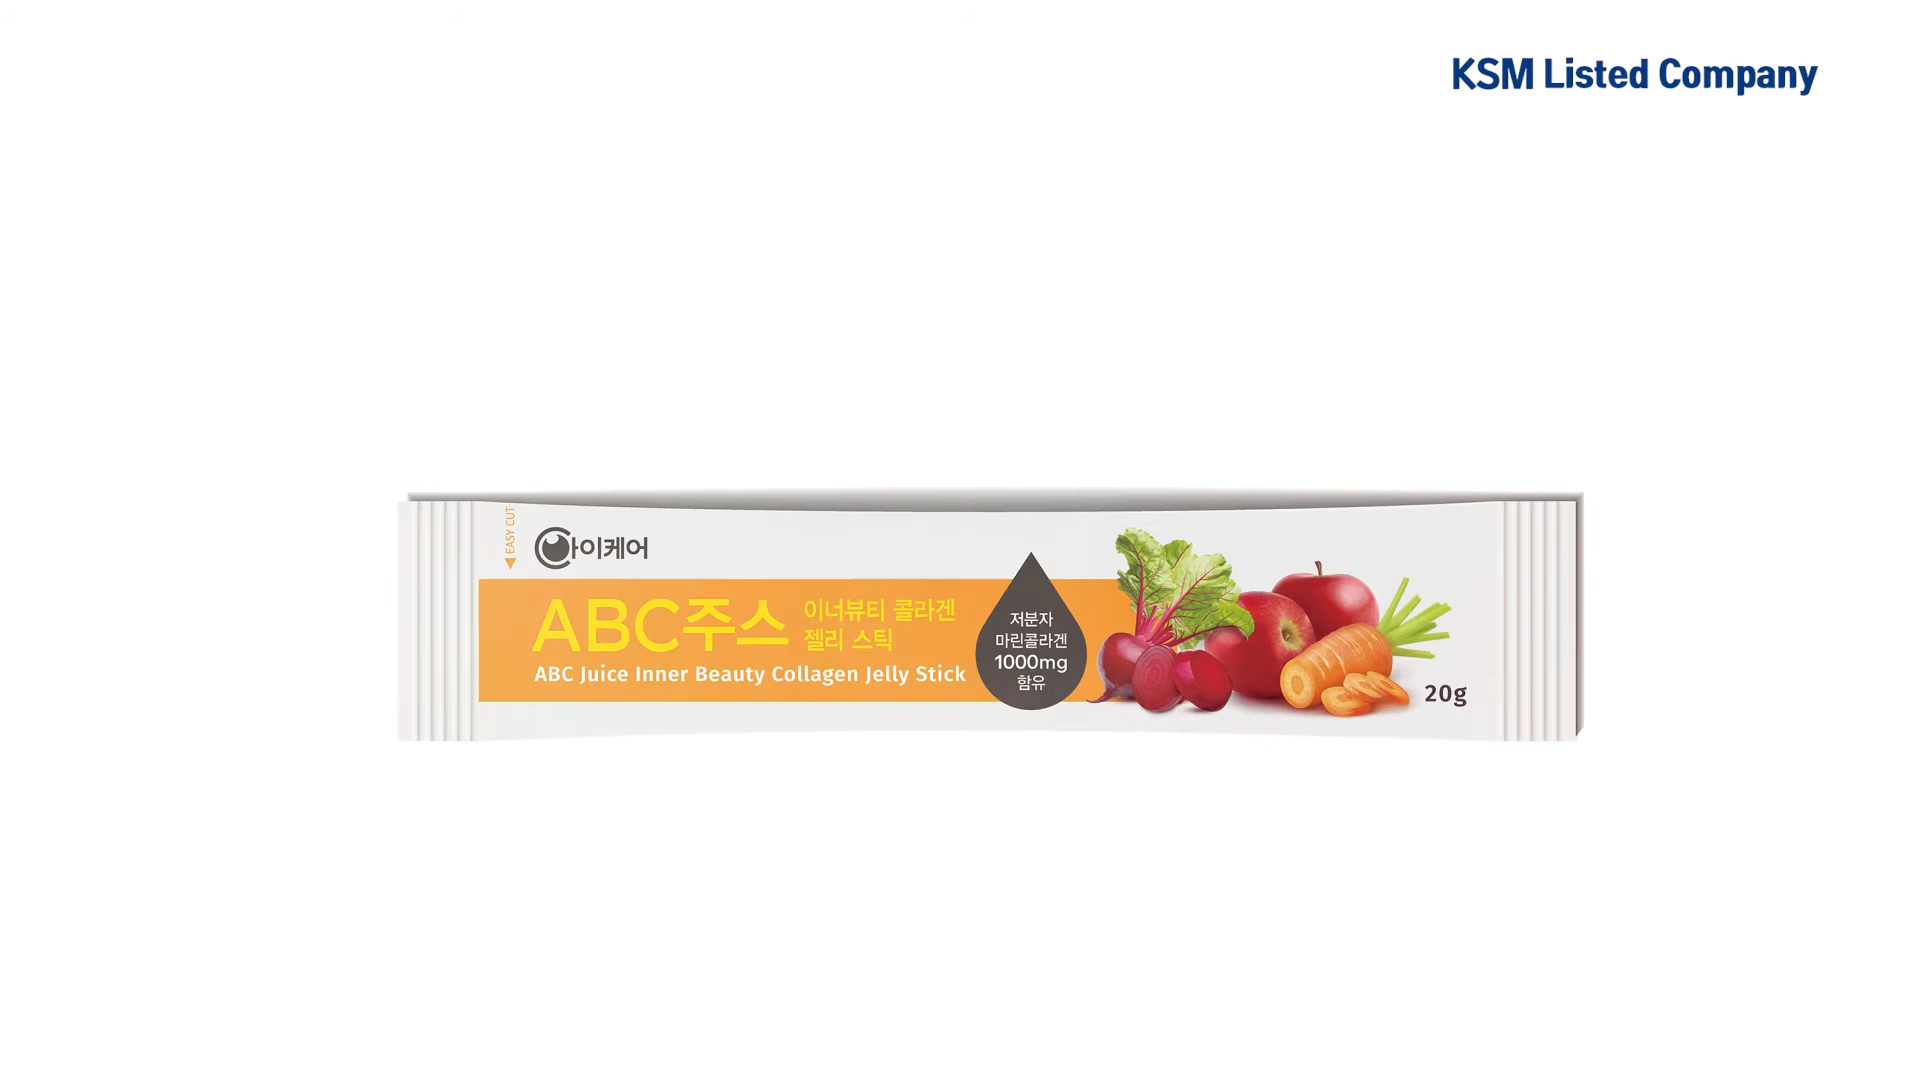 KSM Listed Company
EASY CUT
아이케어
ABC주스
이너뷰티 콜라겐
젤리 스틱
ABC Juice Inner Beauty Collagen Jelly Stick
저분자
마린콜라겐
1000mg
함유
20g